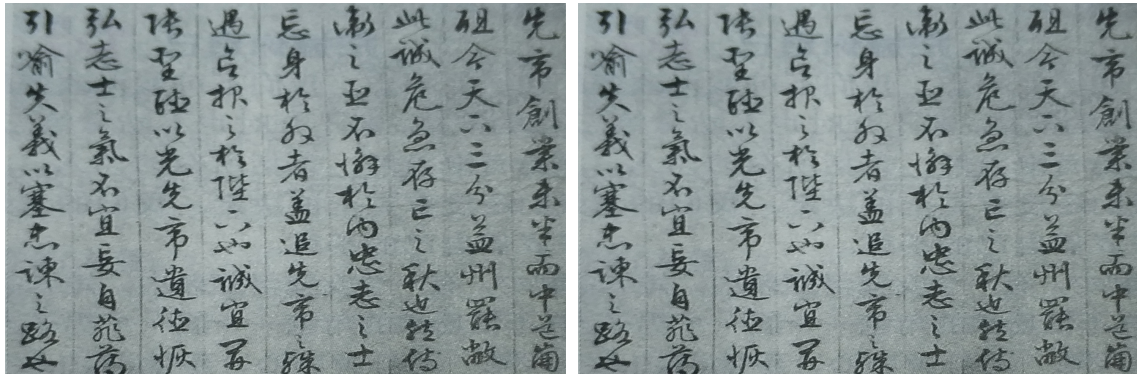 先帝創業未半而中道崩
殂今天下三分益州罷敝
此誠危急存亡之秋也然侍
衛之臣不懈於內忠志之士
忘身於外者蓋追先帝之殊
遇欲報之於陛下也誠宜開
張聖聽以光先帝遺德恢
弘志士之氣不宜妄自菲薄
引喻失義以塞忠諫之路也
先帝創業未半而中道崩
殂今天下三分益州罷敝
此誠危急存亡之秋也然侍
衛之臣不懈於內忠志之士
忘身於外者蓋追先帝之殊
遇欲報之於陛下也誠宜開
張聖聽以光先帝遺德恢
弘志士之氣不宜妄自菲薄
引喻失義以塞忠諫之路也